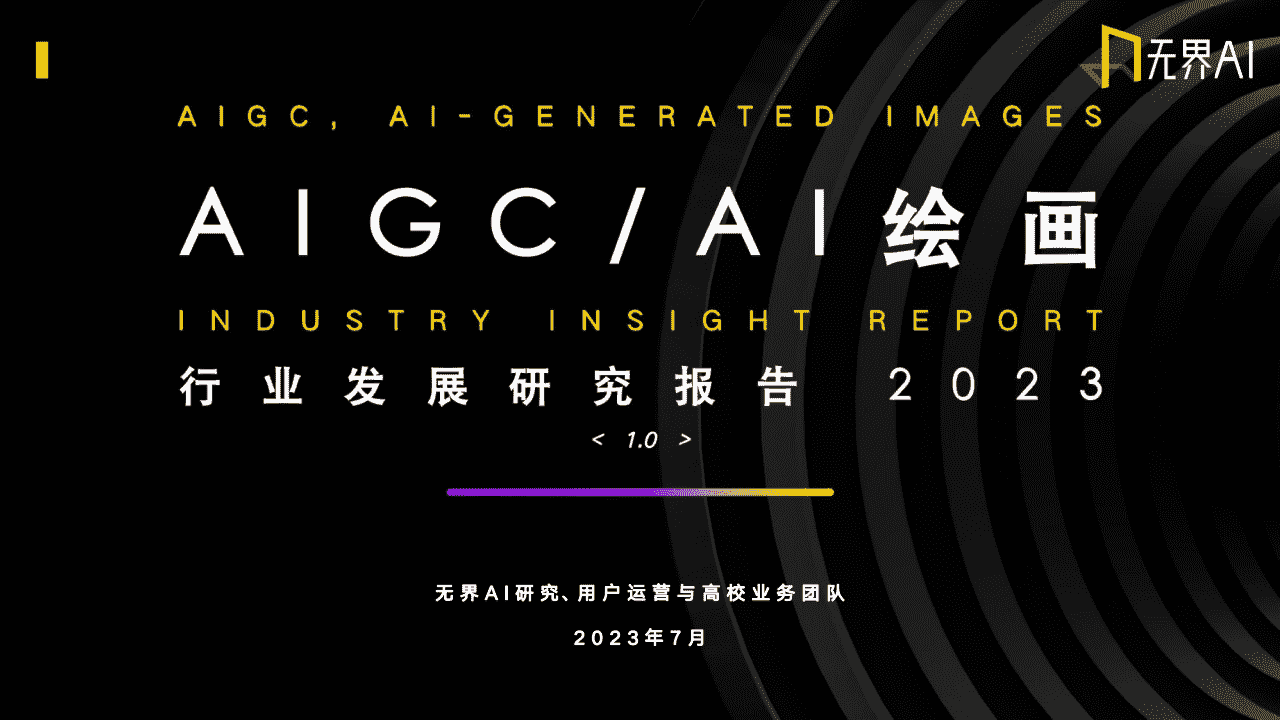 无界AI
AIGC, AI-GENERATED IMAGES
AIGC/AI绘画
INDUSTRY INSIGHT REPORT
行业发展研究报告 2023
< 1.0 >
无界AI研究、用户运营与高校业务团队
2023年7月